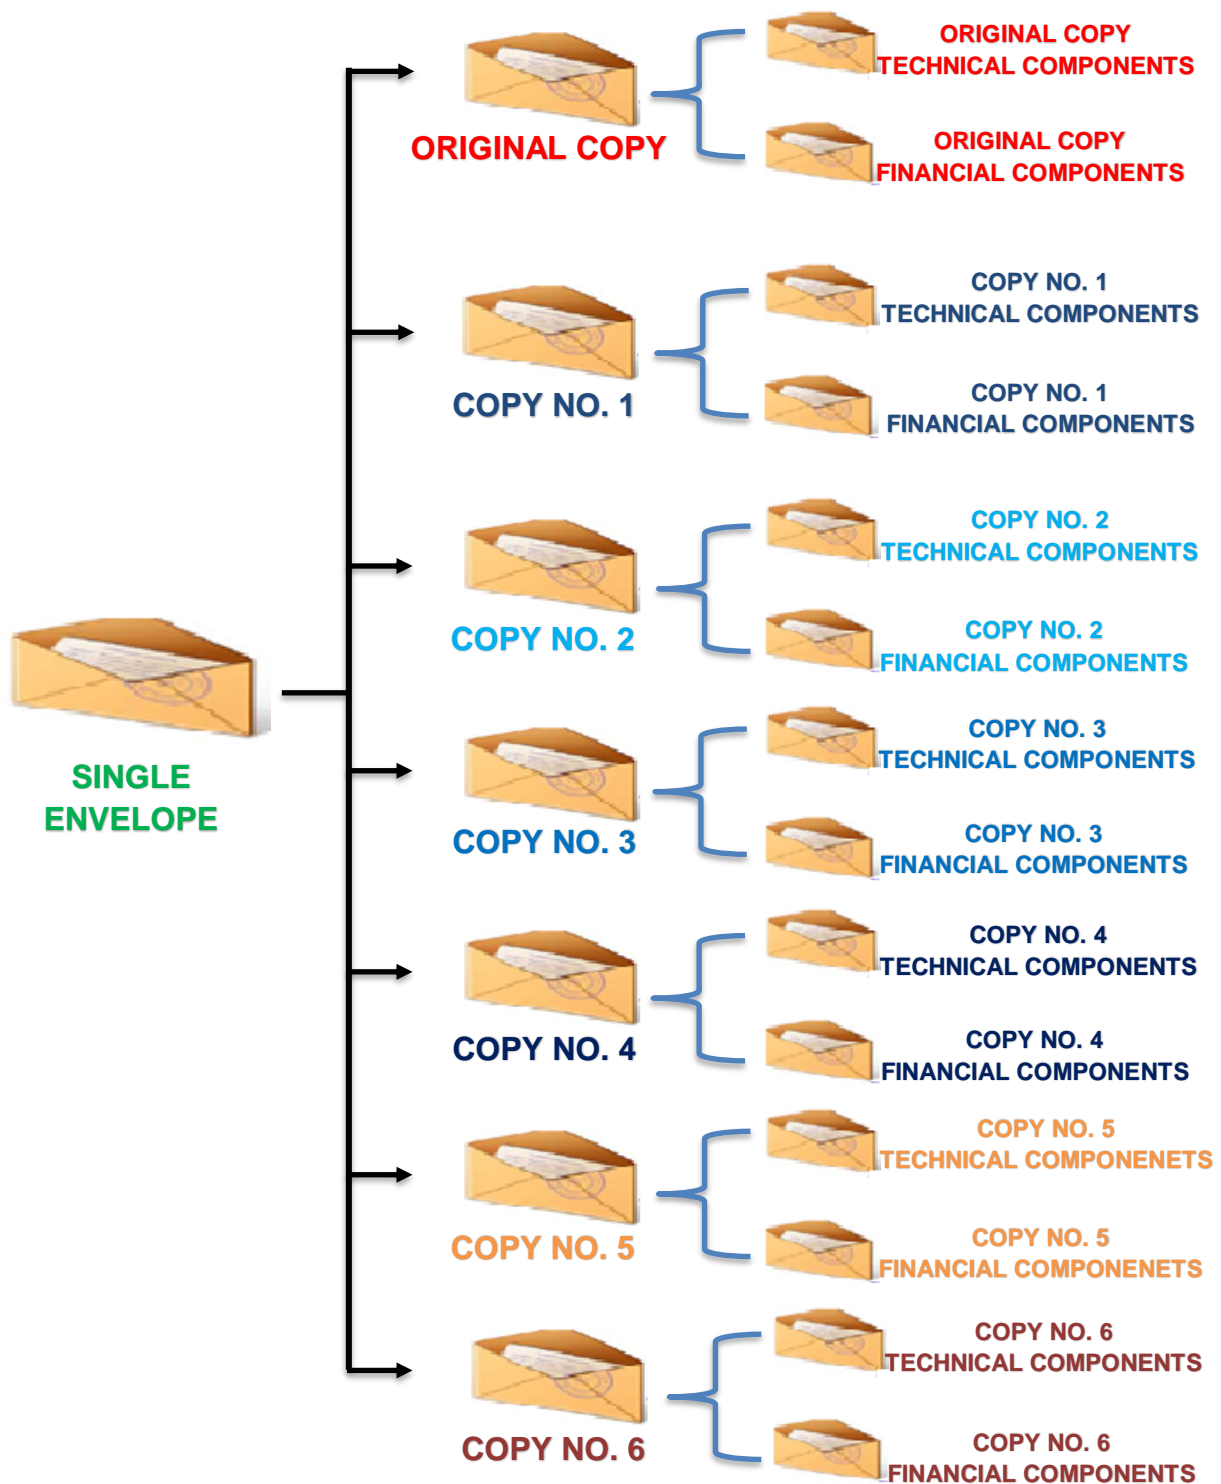 ORIGINAL COPY
ORIGINAL COPY
TECHNICAL COMPONENTS
ORIGINAL COPY
FINANCIAL COMPONENTS
COPY NO. 1
COPY NO. 1
TECHNICAL COMPONENTS
COPY NO. 1
FINANCIAL COMPONENTS
COPY NO. 2
COPY NO. 2
TECHNICAL COMPONENTS
COPY NO. 2
FINANCIAL COMPONENTS
SINGLE
ENVELOPE
COPY NO. 3
COPY NO. 3
TECHNICAL COMPONENTS
COPY NO. 3
FINANCIAL COMPONENTS
COPY NO. 4
COPY NO. 4
TECHNICAL COMPONENTS
COPY NO. 4
FINANCIAL COMPONENTS
COPY NO. 5
COPY NO. 5
TECHNICAL COMPONENETS
COPY NO. 5
FINANCIAL COMPONENETS
COPY NO. 6
COPY NO. 6
TECHNICAL COMPONENTS
COPY NO. 6
FINANCIAL COMPONENTS